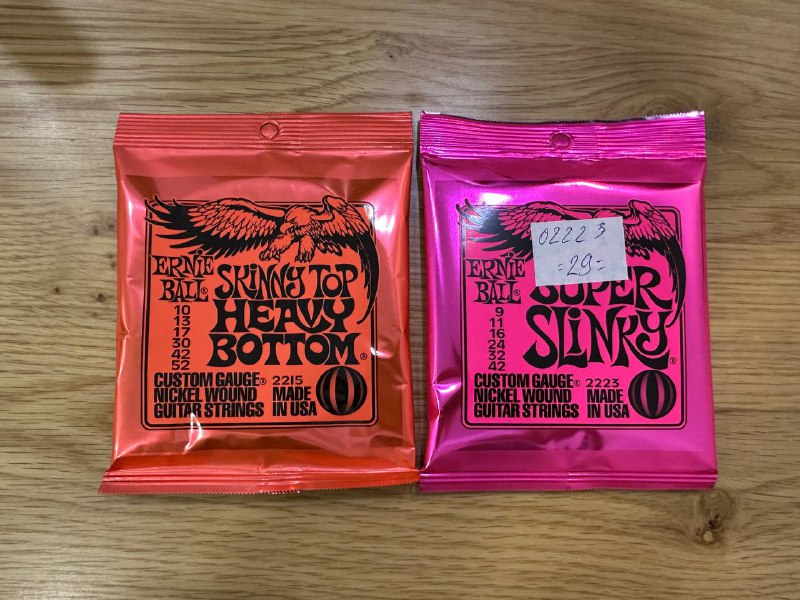 ERNIE
BALL®
SKINNY TOP
HEAVY
BOTTOM®
10
13
17
30
42
52
CUSTOM GAUGE® 2215
NICKEL WOUND MADE
GUITAR STRINGS IN USA
02223
=29=
ERNIE
BALL®
SUPER
SLINKY®
9
11
16
24
32
42
CUSTOM GAUGE® 2223
NICKEL WOUND MADE
GUITAR STRINGS IN USA